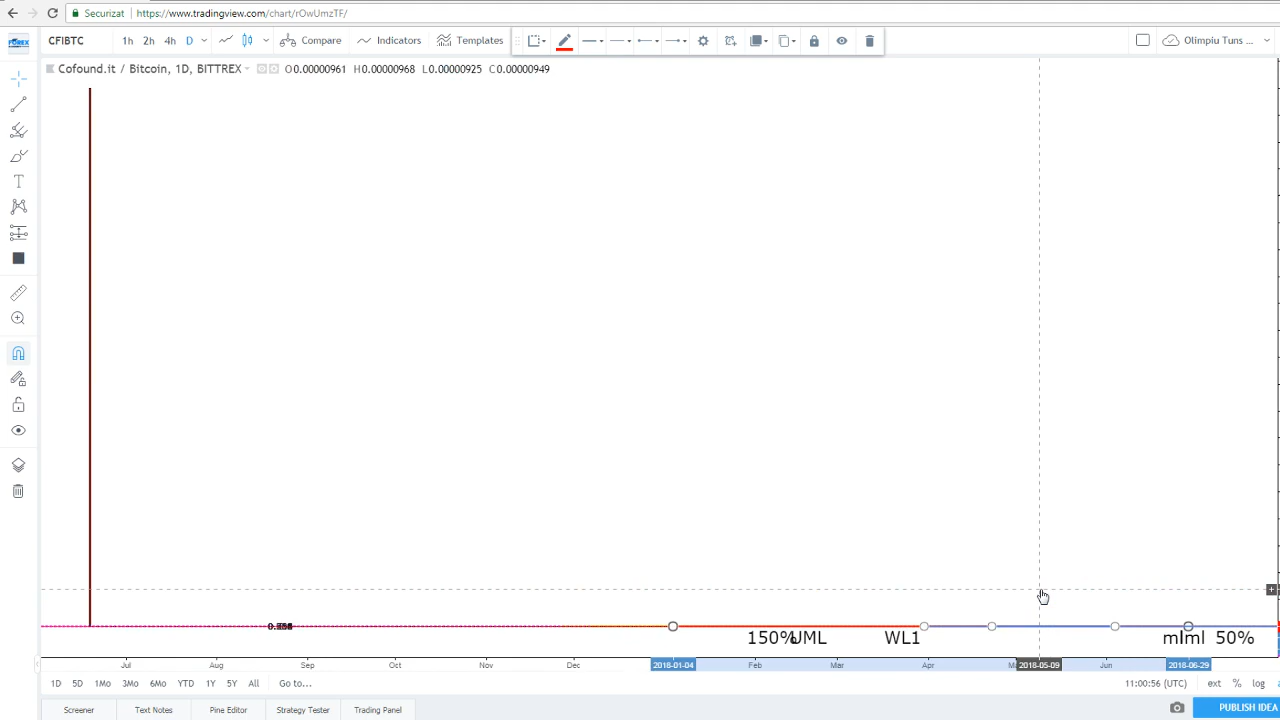 Securizat https://www.tradingview.com/chart/rOwUmzTF/
FOREX
CFIBTC 1h 2h 4h D Compare Indicators Templates Olimpiu Tuns ...
Cofound.it / Bitcoin, 1D, BITTREX O0.00000961 H0.00000968 L0.00000925 C0.00000949
150% UML WL1 mIml 50%
Jul Aug Sep Oct Nov Dec 2018-01-04 Feb Mar Apr 2018-05-09 Jun 2018-06-29
1D 5D 1Mo 3Mo 6Mo YTD 1Y 5Y All Go to... 11:00:56 (UTC) ext % log
Screener Text Notes Pine Editor Strategy Tester Trading Panel PUBLISH IDEA